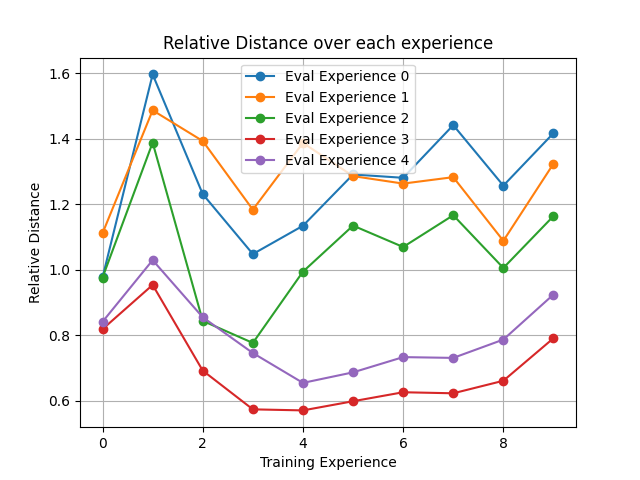 Relative Distance over each experience
Eval Experience 0
Eval Experience 1
Eval Experience 2
Eval Experience 3
Eval Experience 4
Relative Distance
1.6
1.4
1.2
1.0
0.8
0.6
0 2 4 6 8
Training Experience